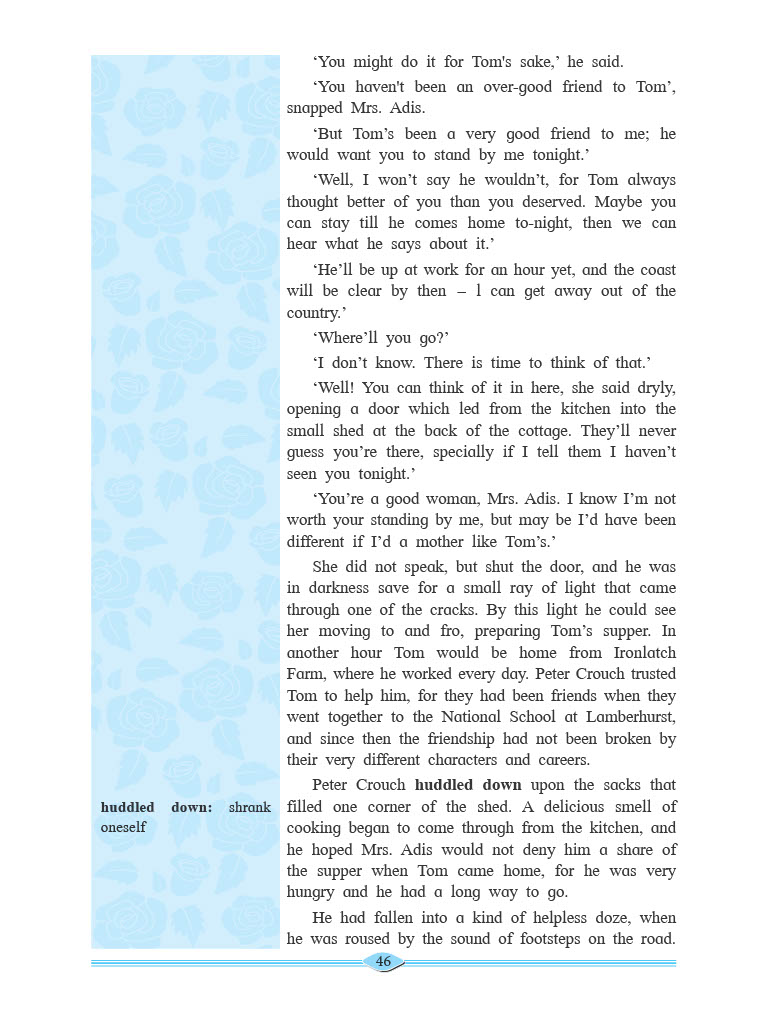 ‘You might do it for Tom's sake,’ he said.
‘You haven't been an over-good friend to Tom’,
snapped Mrs. Adis.
‘But Tom’s been a very good friend to me; he
would want you to stand by me tonight.’
‘Well, I won’t say he wouldn’t, for Tom always
thought better of you than you deserved. Maybe you
can stay till he comes home to-night, then we can
hear what he says about it.’
‘He’ll be up at work for an hour yet, and the coast
will be clear by then – l can get away out of the
country.’
‘Where’ll you go?’
‘I don’t know. There is time to think of that.’
‘Well! You can think of it in here, she said dryly,
opening a door which led from the kitchen into the
small shed at the back of the cottage. They’ll never
guess you’re there, specially if I tell them I haven’t
seen you tonight.’
‘You’re a good woman, Mrs. Adis. I know I’m not
worth your standing by me, but may be I’d have been
different if I’d a mother like Tom’s.’
She did not speak, but shut the door, and he was
in darkness save for a small ray of light that came
through one of the cracks. By this light he could see
her moving to and fro, preparing Tom’s supper. In
another hour Tom would be home from Ironlatch
Farm, where he worked every day. Peter Crouch trusted
Tom to help him, for they had been friends when they
went together to the National School at Lamberhurst,
and since then the friendship had not been broken by
their very different characters and careers.
Peter Crouch huddled down upon the sacks that
filled one corner of the shed. A delicious smell of
cooking began to come through from the kitchen, and
he hoped Mrs. Adis would not deny him a share of
the supper when Tom came home, for he was very
hungry and he had a long way to go.
He had fallen into a kind of helpless doze, when
he was roused by the sound of footsteps on the road.
huddled down: shrank
oneself
46